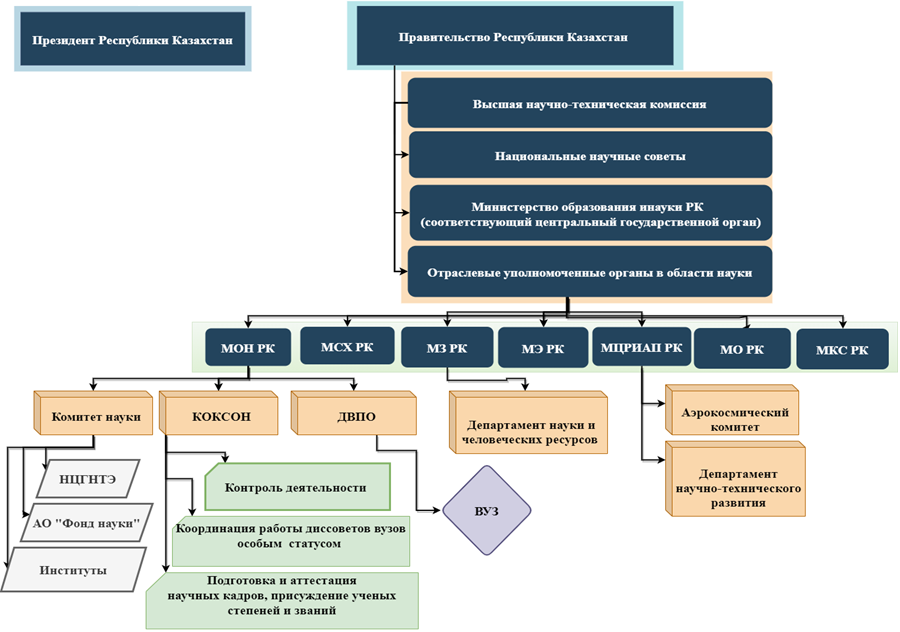 Президент Республики Казахстан
Правительство Республики Казахстан
Высшая научно-техническая комиссия
Национальные научные советы
Министерство образования инауки РК
(соответствующий центральный государственной орган)
Отраслевые уполномоченные органы в области науки
МОН РК
МСХ РК
МЗ РК
МЭ РК
МЦРИАП РК
МО РК
МКС РК
Комитет науки
КОКСОН
ДВПО
Департамент науки и
человеческих ресурсов
Аэрокосмический
комитет
Департамент
научно-технического
развития
НЦГНТЭ
АО "Фонд науки"
Институты
Контроль деятельности
Координация работы диссоветов вузов
особым статусом
Подготовка и аттестация
научных кадров, присуждение ученых
степеней и званий
ВУЗ